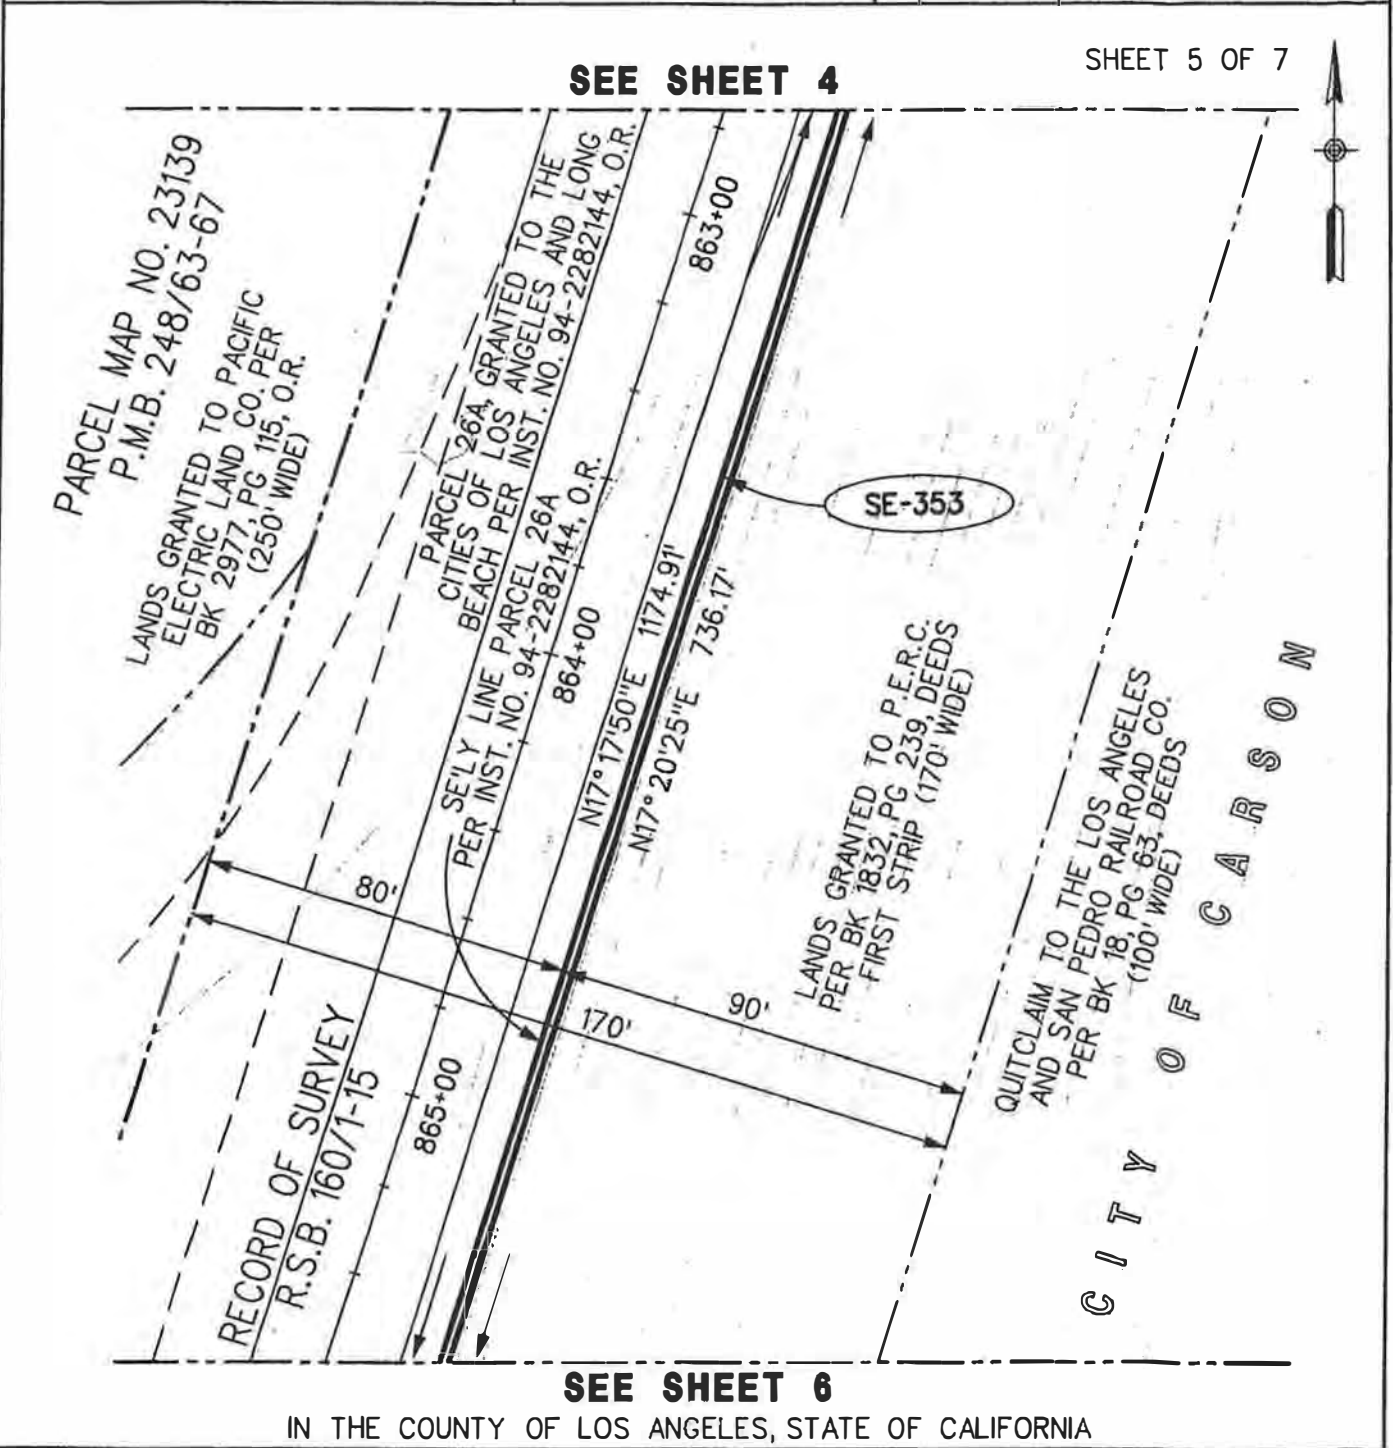 SHEET 5 OF 7
SEE SHEET 4
PARCEL MAP NO. 23139
P.M.B. 248/63-67
LANDS GRANTED TO PACIFIC
ELECTRIC LAND CO. PER
BK 2977, PG 115, O.R.
(250' WIDE)
PARCEL 26A, GRANTED TO THE
CITIES OF LOS ANGELES AND LONG
BEACH PER INST. NO. 94-2282144, O.R.
SE'LY LINE PARCEL 26A
PER INST. NO. 94-2282144, O.R.
863+00
864+00
865+00
N17°17'50"E 1174.91'
N17°20'25"E 736.17'
SE-353
LANDS GRANTED TO P.E.R.C.
PER BK 1832, PG 239, DEEDS
FIRST STRIP (170' WIDE)
QUITCLAIM TO THE LOS ANGELES
AND SAN PEDRO RAILROAD CO.
PER BK 18, PG 63, DEEDS
(100' WIDE)
CITY OF CARSON
80'
90'
170'
RECORD OF SURVEY
R.S.B. 160/1-15
SEE SHEET 6
IN THE COUNTY OF LOS ANGELES, STATE OF CALIFORNIA